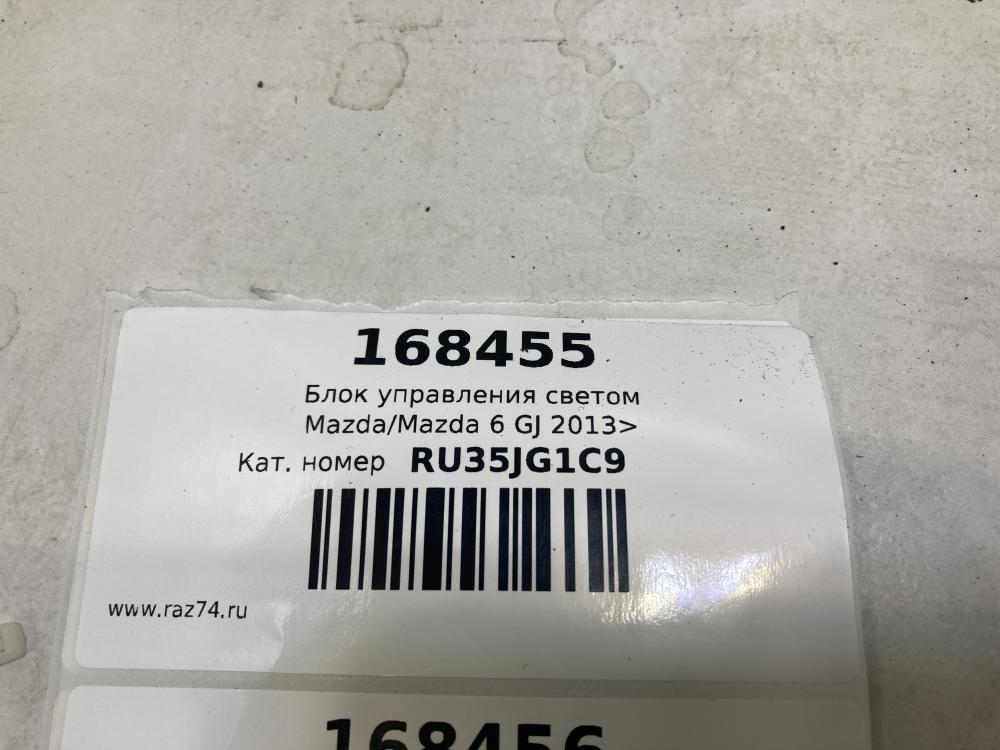 168455
Блок управления светом
Mazda/Mazda 6 GJ 2013>
Кат. номер RU35JG1C9
www.raz74.ru
168456